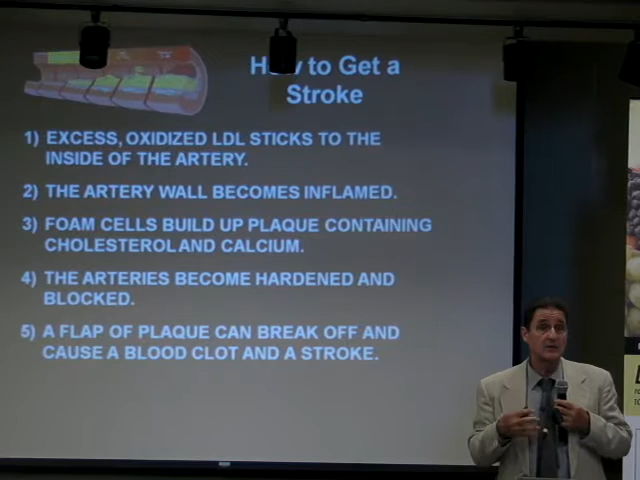 How to Get a
Stroke
1) EXCESS, OXIDIZED LDL STICKS TO THE
INSIDE OF THE ARTERY.
2) THE ARTERY WALL BECOMES INFLAMED.
3) FOAM CELLS BUILD UP PLAQUE CONTAINING
CHOLESTEROL AND CALCIUM.
4) THE ARTERIES BECOME HARDENED AND
BLOCKED.
5) A FLAP OF PLAQUE CAN BREAK OFF AND
CAUSE A BLOOD CLOT AND A STROKE.